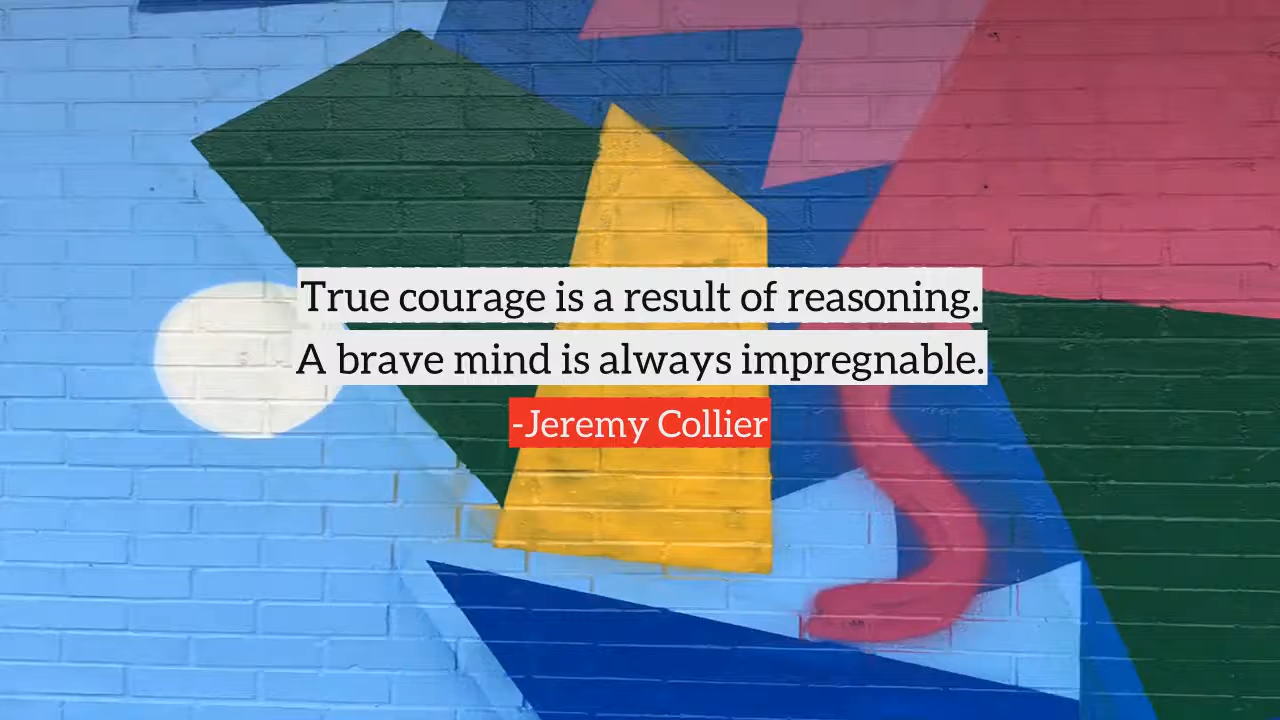 True courage is a result of reasoning.
A brave mind is always impregnable.
-Jeremy Collier